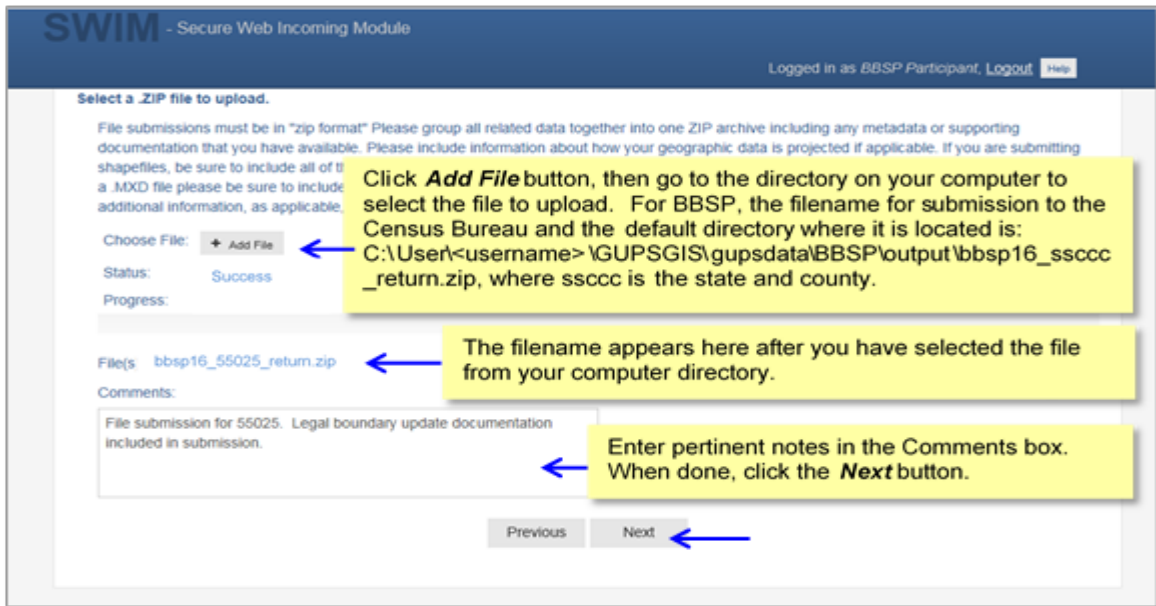 SWIM - Secure Web Incoming Module
Logged in as BBSP Participant, Logout Help
Select a .ZIP file to upload.
File submissions must be in "zip format" Please group all related data together into one ZIP archive including any metadata or supporting
documentation that you have available. Please include information about how your geographic data is projected if applicable. If you are submitting
shapefiles, be sure to include all of
a .MXD file please be sure to include
additional information, as applicable,
Click Add File button, then go to the directory on your computer to
select the file to upload. For BBSP, the filename for submission to the
Census Bureau and the default directory where it is located is:
C:\User\<username> \GUPSGIS\gupsdata\BBSP\output\bbsp16_ssccc
_return.zip, where ssccc is the state and county.
Choose File: + Add File
Status: Success
Progress:
File(s bbsp16_55025_return.zip
The filename appears here after you have selected the file
from your computer directory.
Comments:
File submission for 55025. Legal boundary update documentation
included in submission.
Enter pertinent notes in the Comments box.
When done, click the Next button.
Previous Next